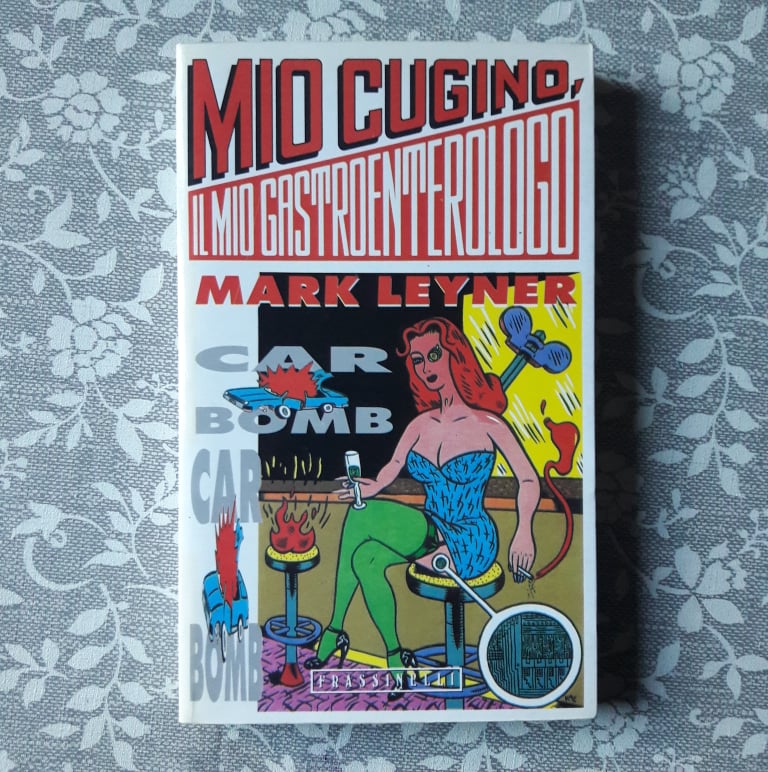 MIO CUGINO,
IL MIO GASTROENTEROLOGO
MARK LEYNER
CAR
BOMB
CAR
BOMB
FRASSINELLI